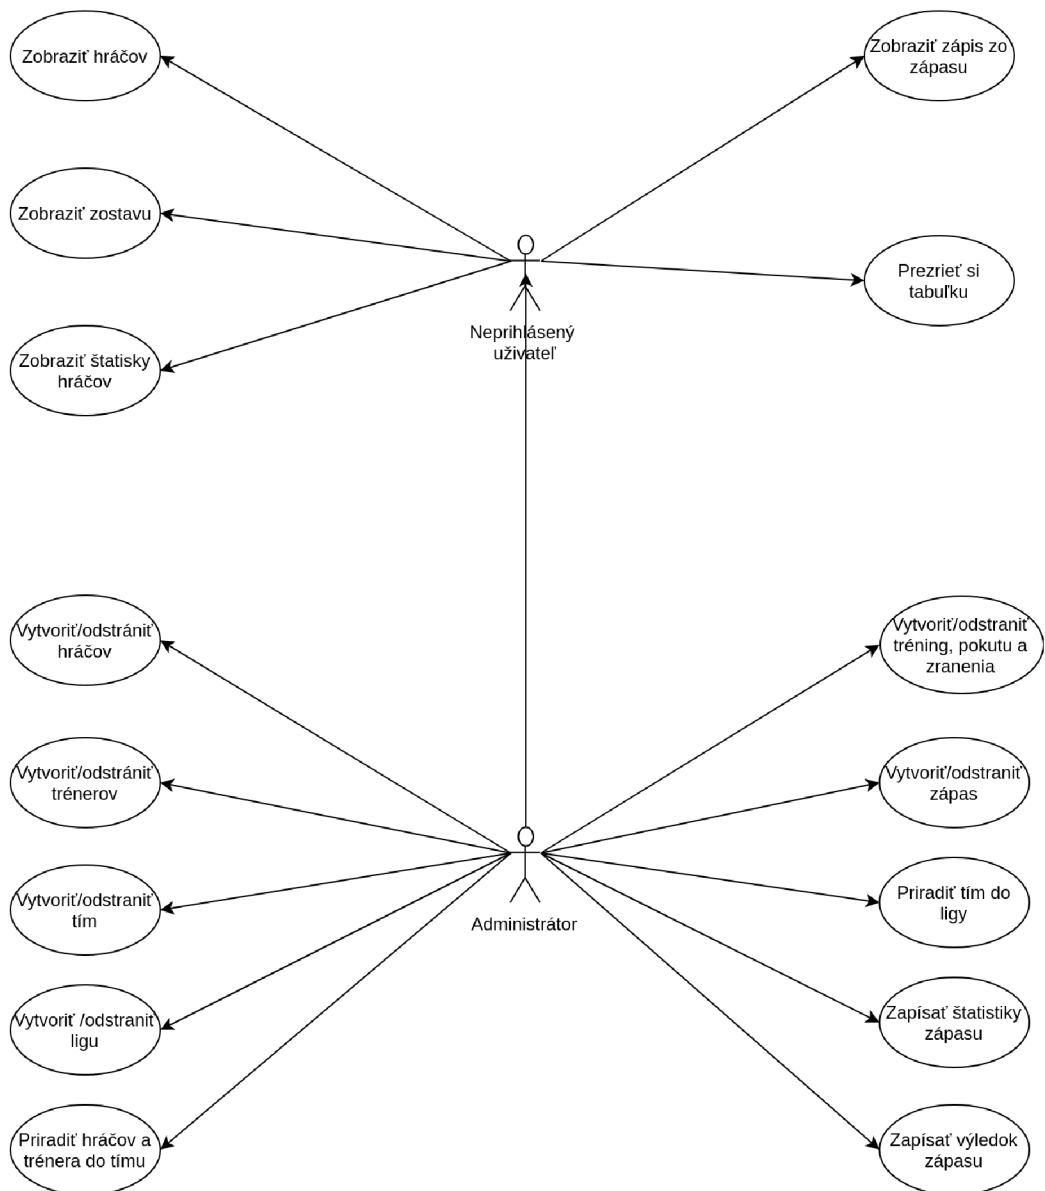 Zobraziť hráčov
Zobraziť zápis zo
zápasu
Zobraziť zostavu
Prezrieť si
tabuľku
Neprihlásený
uživateľ
Zobraziť štatisky
hráčov
Vytvoriť/odstrániť
hráčov
Vytvoriť/odstraniť
tréning, pokutu a
zranenia
Vytvoriť/odstrániť
trénerov
Vytvoriť/odstraniť
zápas
Vytvoriť/odstraniť
tím
Priradiť tím do
ligy
Administrátor
Vytvoriť /odstraniť
ligu
Zapísať štatistiky
zápasu
Priradiť hráčov a
trénera do tímu
Zapísať výledok
zápasu